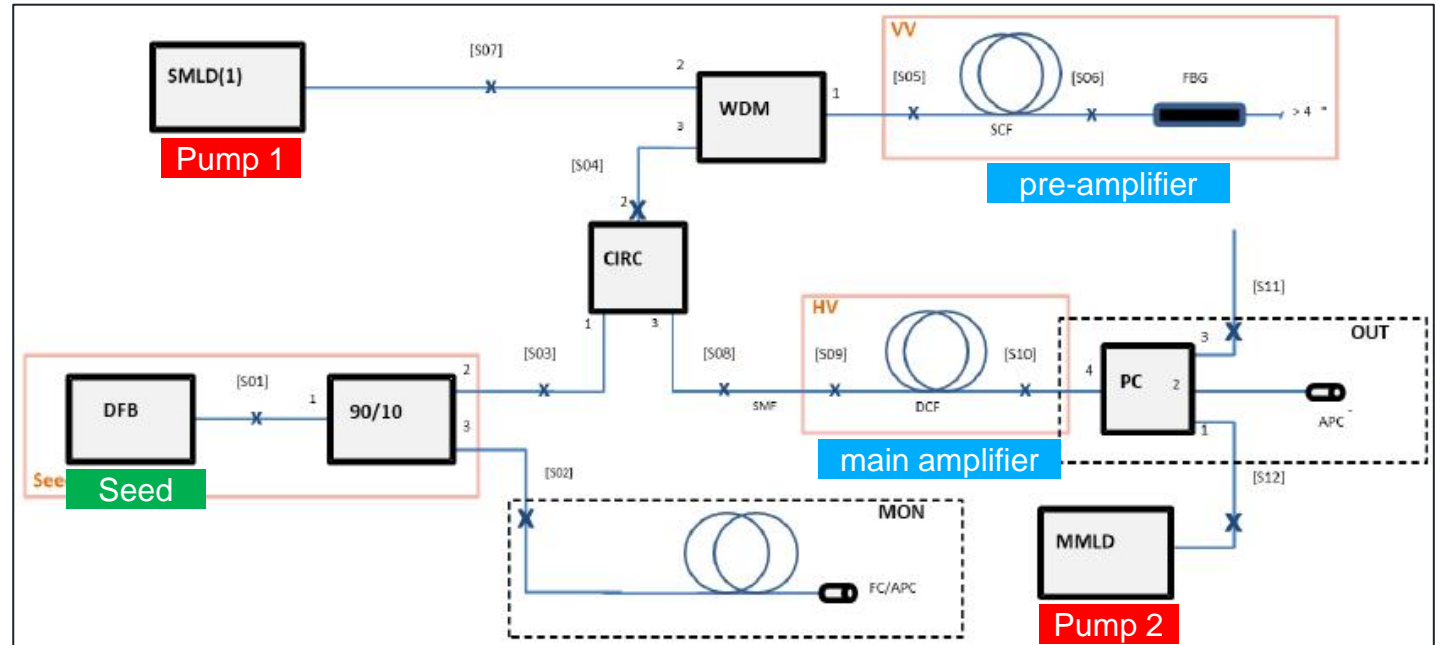 SMLD(1)
Pump 1
[S07]
2
3
WDM
1
VV
[S05]
SCF
[S06]
FBG
> 4 "
pre-amplifier
[S04]
2
CIRC
1
3
[S03]
[S08]
SMF
HV
[S09]
DCF
[S10]
main amplifier
[S11]
OUT
4
PC
3
2
1
APC
[S12]
MMLD
Pump 2
DFB
Seed
[S01]
1
90/10
2
3
See
[S02]
MON
FC/APC